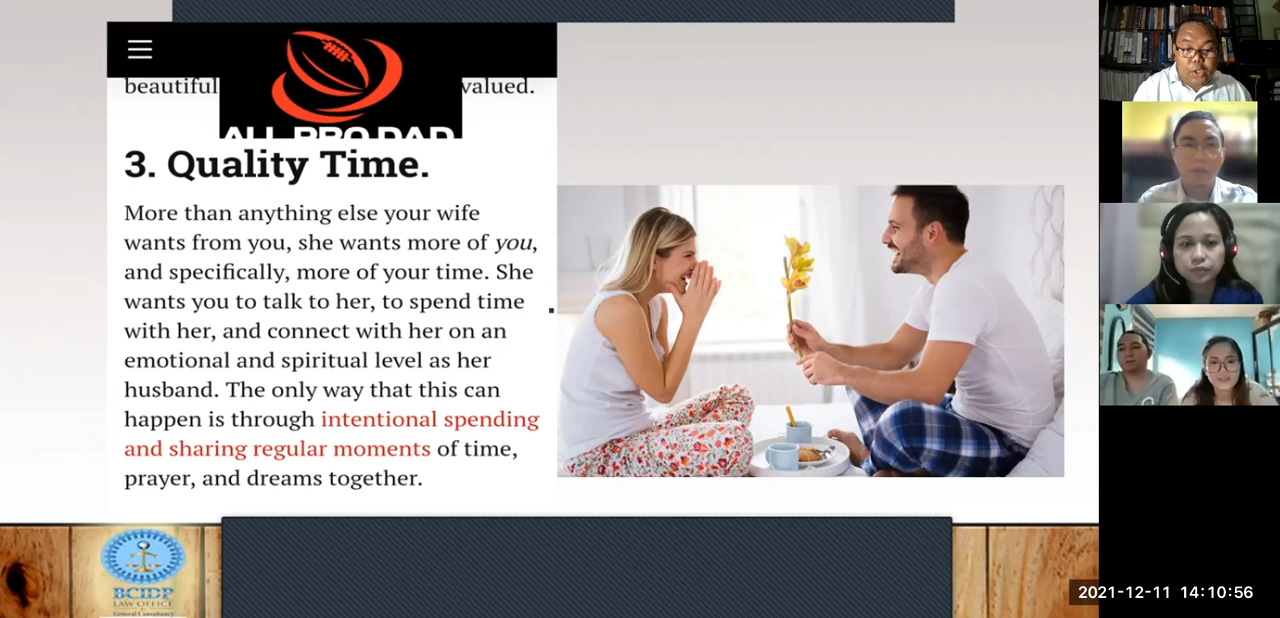 beautiful valued.
ALL PRO DAD
3. Quality Time.
More than anything else your wife
wants from you, she wants more of you,
and specifically, more of your time. She
wants you to talk to her, to spend time
with her, and connect with her on an
emotional and spiritual level as her
husband. The only way that this can
happen is through intentional spending
and sharing regular moments of time,
prayer, and dreams together.
BCIDP
LAW OFFICE
General Consultancy
2021-12-11 14:10:56